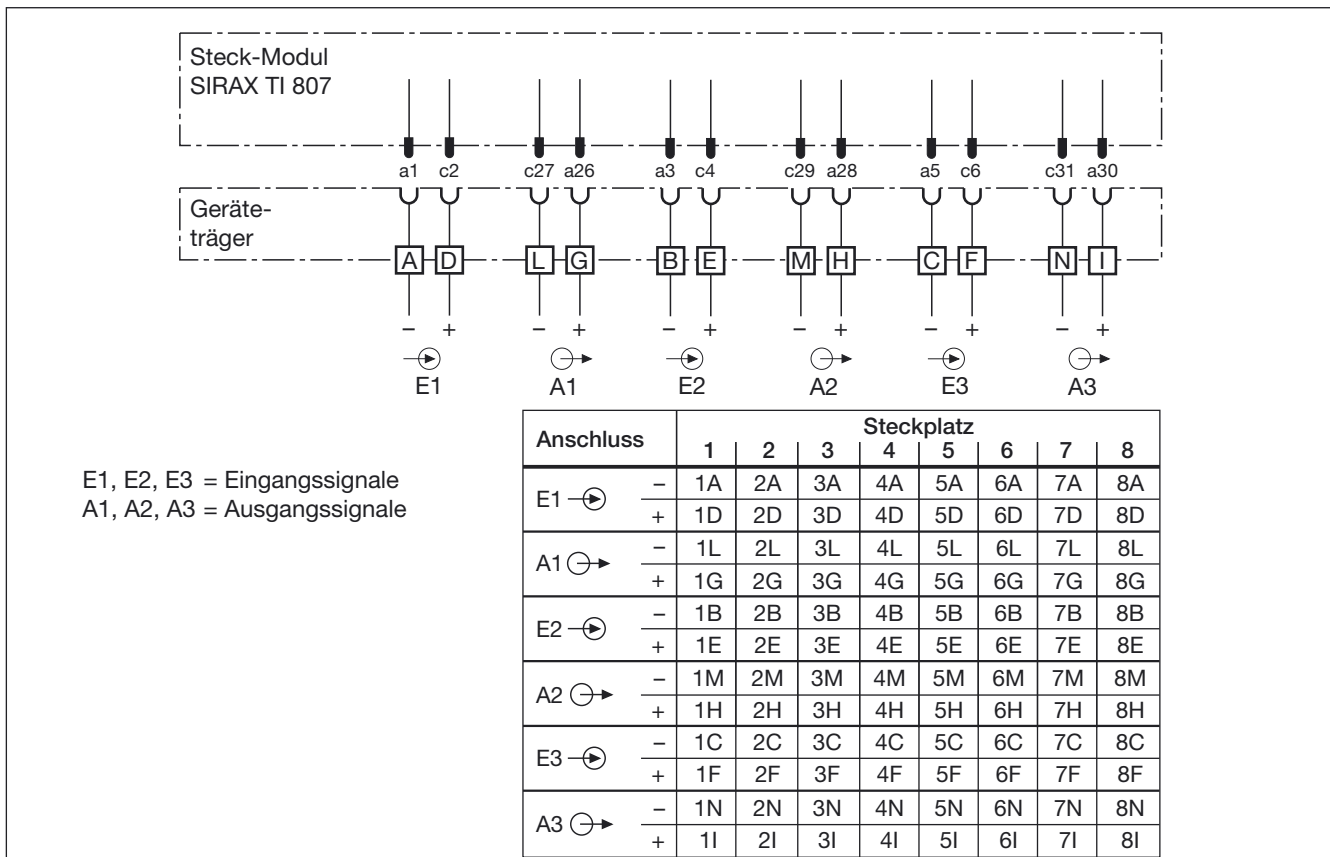 Steck-Modul
SIRAX TI 807
a1 c2 c27 a26 a3 c4 c29 a28 a5 c6 c31 a30
Geräte-
träger
A D L G B E M H C F N I
– + – + – + – + – + – +
E1 A1 E2 A2 E3 A3
E1, E2, E3 = Eingangssignale
A1, A2, A3 = Ausgangssignale
Anschluss Steckplatz
1 2 3 4 5 6 7 8
E1 – 1A 2A 3A 4A 5A 6A 7A 8A
+ 1D 2D 3D 4D 5D 6D 7D 8D
A1 – 1L 2L 3L 4L 5L 6L 7L 8L
+ 1G 2G 3G 4G 5G 6G 7G 8G
E2 – 1B 2B 3B 4B 5B 6B 7B 8B
+ 1E 2E 3E 4E 5E 6E 7E 8E
A2 – 1M 2M 3M 4M 5M 6M 7M 8M
+ 1H 2H 3H 4H 5H 6H 7H 8H
E3 – 1C 2C 3C 4C 5C 6C 7C 8C
+ 1F 2F 3F 4F 5F 6F 7F 8F
A3 – 1N 2N 3N 4N 5N 6N 7N 8N
+ 1I 2I 3I 4I 5I 6I 7I 8I